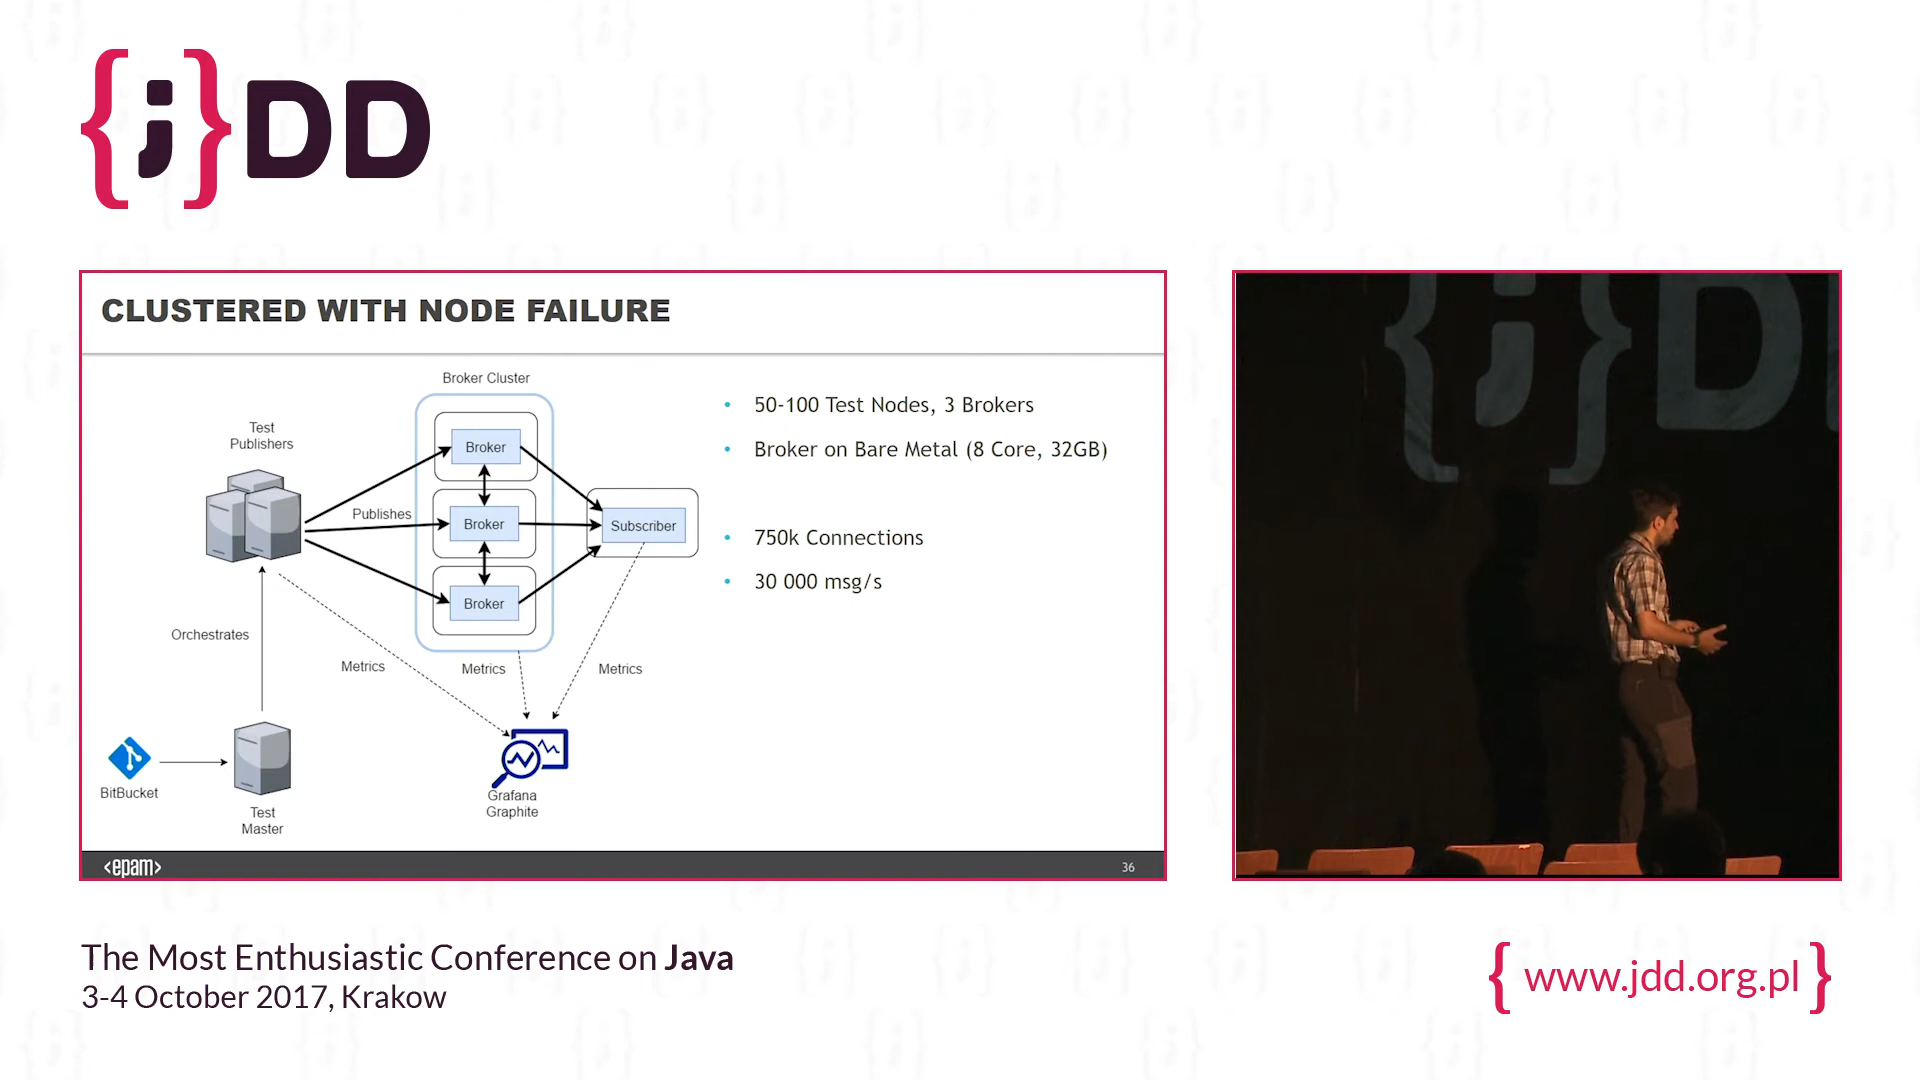 {;}DD
CLUSTERED WITH NODE FAILURE
Broker Cluster
Test
Publishers
Broker
Publishes
Broker
Subscriber
Broker
Orchestrates
Metrics
Metrics
Metrics
BitBucket
Test
Master
Grafana
Graphite
• 50-100 Test Nodes, 3 Brokers
• Broker on Bare Metal (8 Core, 32GB)
• 750k Connections
• 30 000 msg/s
<epam>
36
{;}D
The Most Enthusiastic Conference on Java
3-4 October 2017, Krakow
{ www.jdd.org.pl }